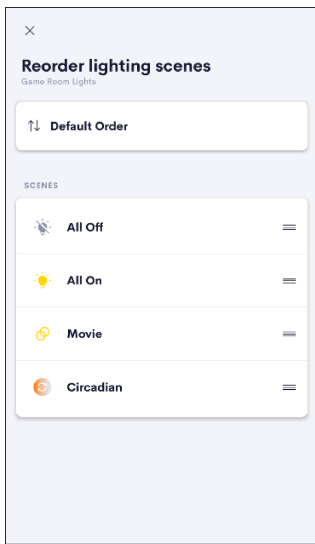 Reorder lighting scenes
Game Room Lights
Default Order
SCENES
All Off
All On
Movie
Circadian